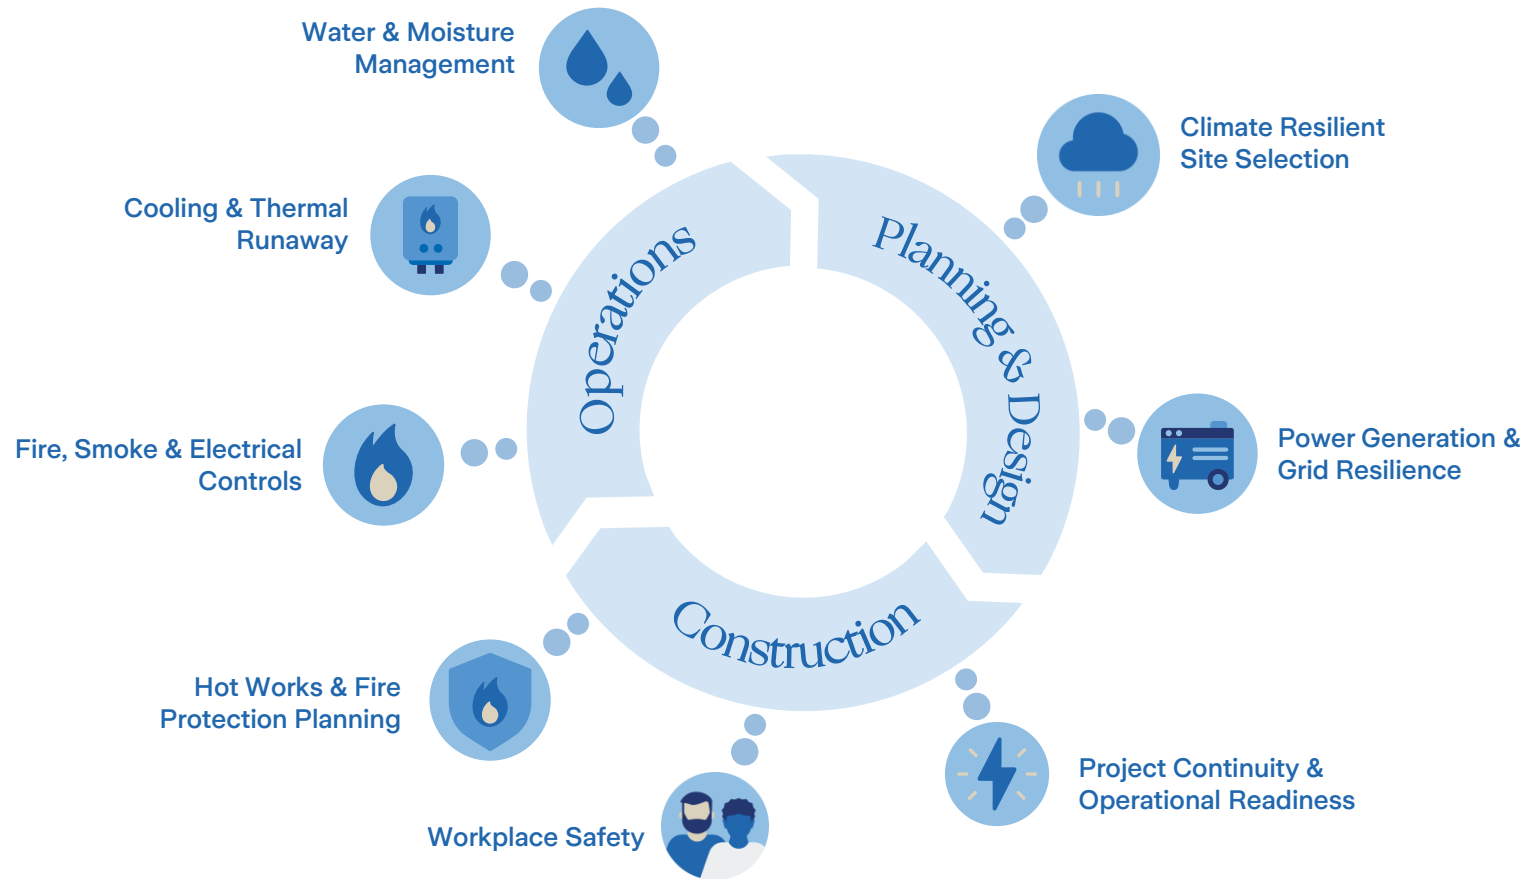 Water & Moisture
Management
Climate Resilient
Site Selection
Cooling & Thermal
Runaway
Operations
Planning & Design
Fire, Smoke & Electrical
Controls
Power Generation &
Grid Resilience
Construction
Hot Works & Fire
Protection Planning
Project Continuity &
Operational Readiness
Workplace Safety